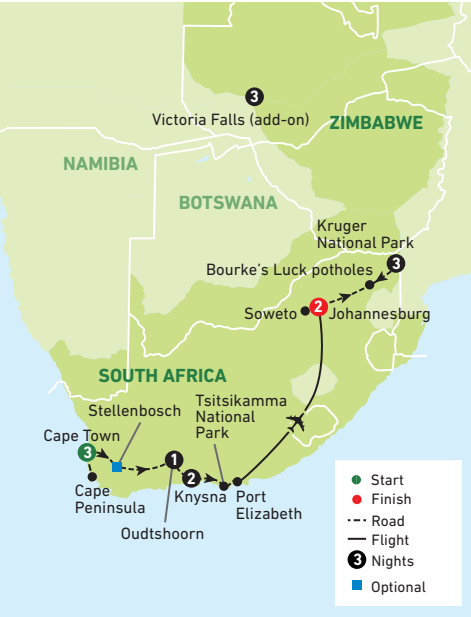 3
Victoria Falls (add-on)
ZIMBABWE
NAMIBIA
BOTSWANA
Kruger
National Park
3
Bourke's Luck potholes
Soweto
2
Johannesburg
SOUTH AFRICA
Stellenbosch
Tsitsikamma
National
Park
Cape Town
3
1
2
Cape
Peninsula
Knysna
Port
Elizabeth
Oudtshoorn
Start
Finish
Road
Flight
3 Nights
Optional